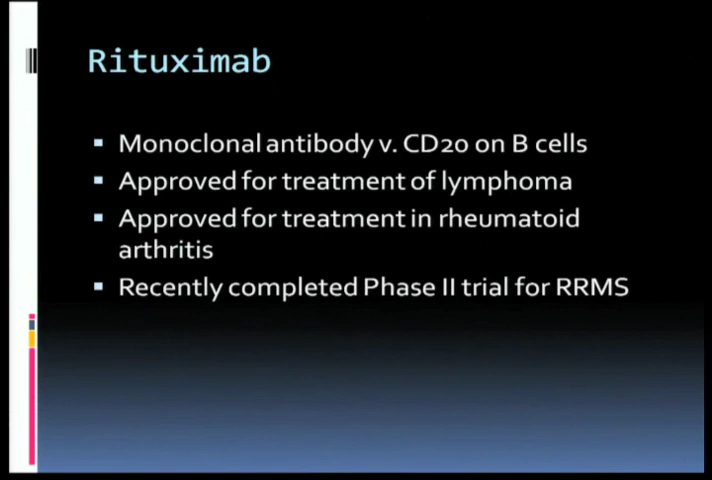 Rituximab
Monoclonal antibody v. CD20 on B cells
Approved for treatment of lymphoma
Approved for treatment in rheumatoid
arthritis
Recently completed Phase II trial for RRMS